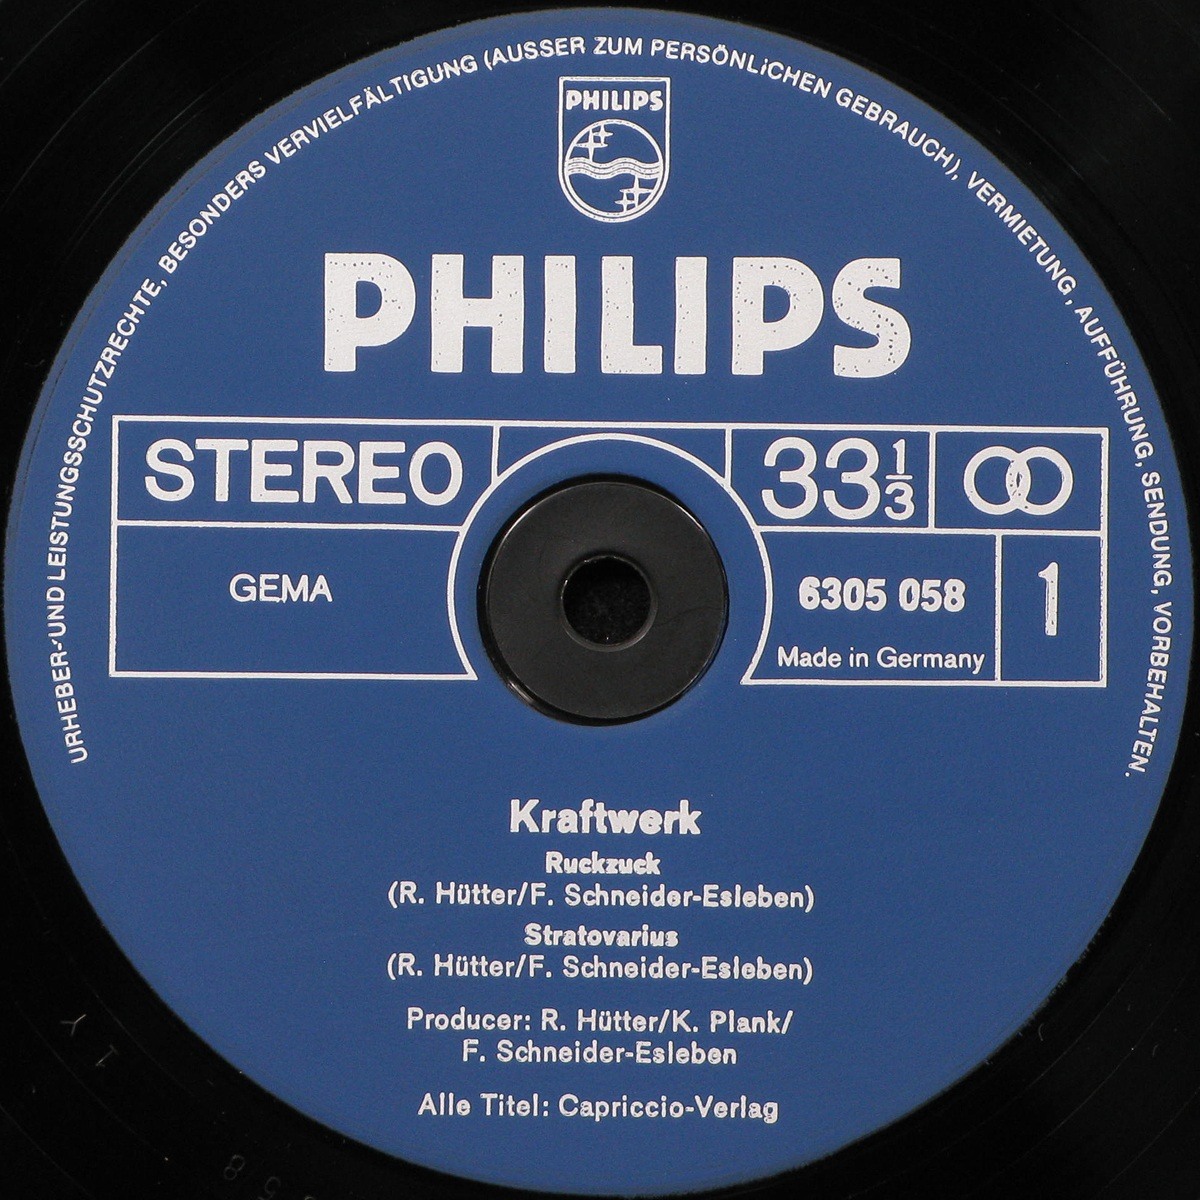 URHEBER- UND LEISTUNGSSCHUTZRECHTE, BESONDERS VERVIELFÄLTIGUNG (AUSSER ZUM PERSÖNLICHEN GEBRAUCH), VERMIETUNG, AUFFÜHRUNG, SENDUNG, VORBEHALTEN.
PHILIPS
PHILIPS
STEREO
33 1/3
GEMA
6305 058
1
Made in Germany
Kraftwerk
Ruckzuck
(R. Hütter/F. Schneider-Esleben)
Stratovarius
(R. Hütter/F. Schneider-Esleben)
Producer: R. Hütter/K. Plank/
F. Schneider-Esleben
Alle Titel: Capriccio-Verlag